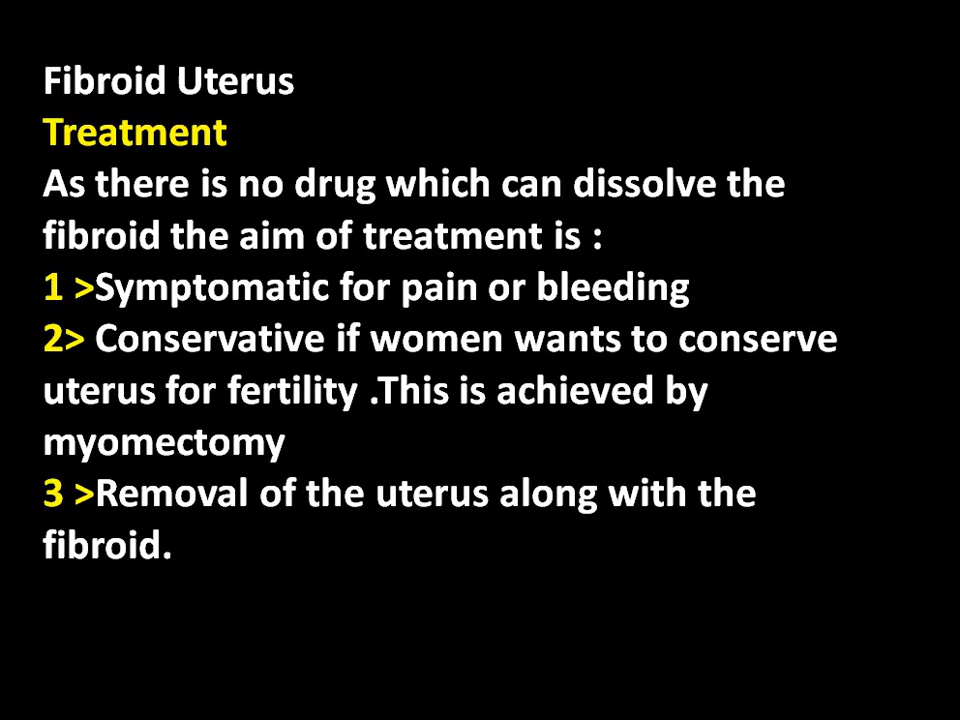 Fibroid Uterus
Treatment
As there is no drug which can dissolve the
fibroid the aim of treatment is :
1 >Symptomatic for pain or bleeding
2> Conservative if women wants to conserve
uterus for fertility .This is achieved by
myomectomy
3 >Removal of the uterus along with the
fibroid.